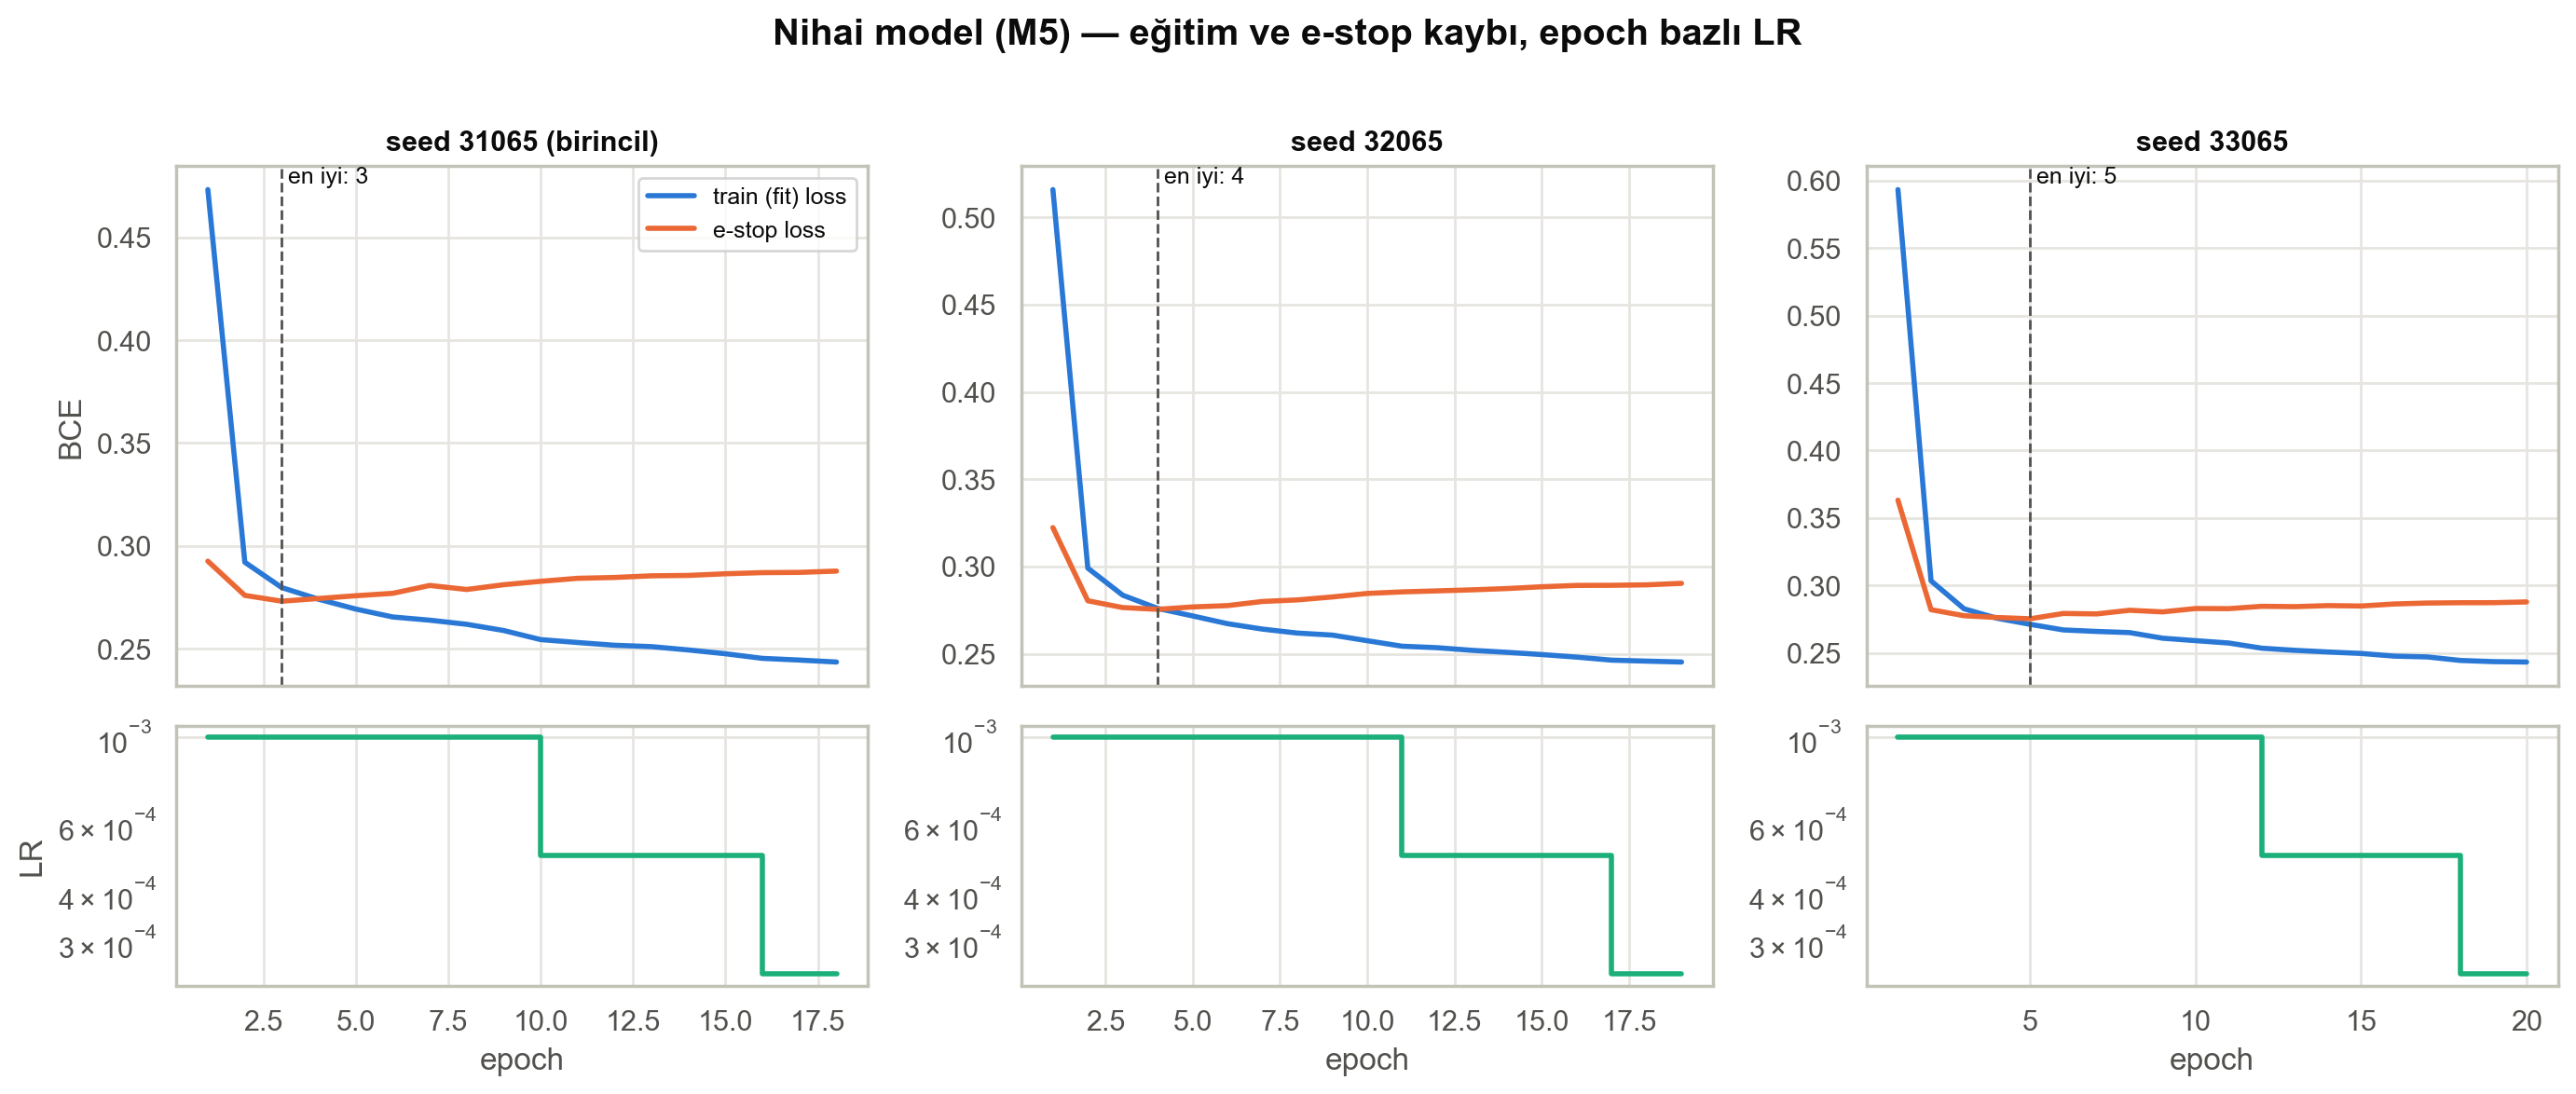 Nihai model (M5) — eğitim ve e-stop kaybı, epoch bazlı LR
seed 31065 (birincil)
en iyi: 3
train (fit) loss
e-stop loss
BCE
0.45
0.40
0.35
0.30
0.25
seed 32065
en iyi: 4
0.50
0.45
0.40
0.35
0.30
0.25
seed 33065
en iyi: 5
0.60
0.55
0.50
0.45
0.40
0.35
0.30
0.25
LR
10⁻³
6 × 10⁻⁴
4 × 10⁻⁴
3 × 10⁻⁴
2.5 5.0 7.5 10.0 12.5 15.0 17.5
epoch
10⁻³
6 × 10⁻⁴
4 × 10⁻⁴
3 × 10⁻⁴
2.5 5.0 7.5 10.0 12.5 15.0 17.5
epoch
10⁻³
6 × 10⁻⁴
4 × 10⁻⁴
3 × 10⁻⁴
5 10 15 20
epoch